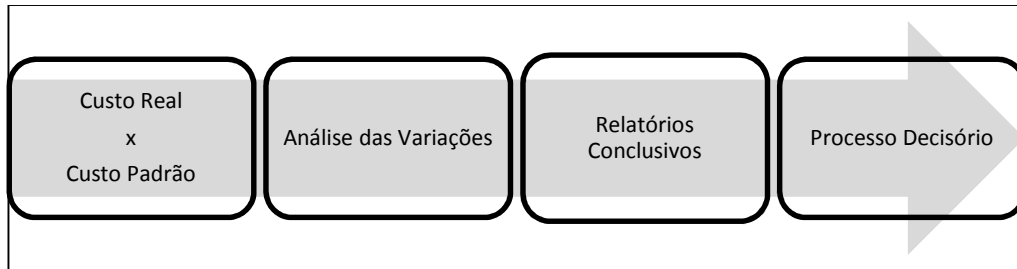 Custo Real
x
Custo Padrão
Análise das Variações
Relatórios
Conclusivos
Processo Decisório